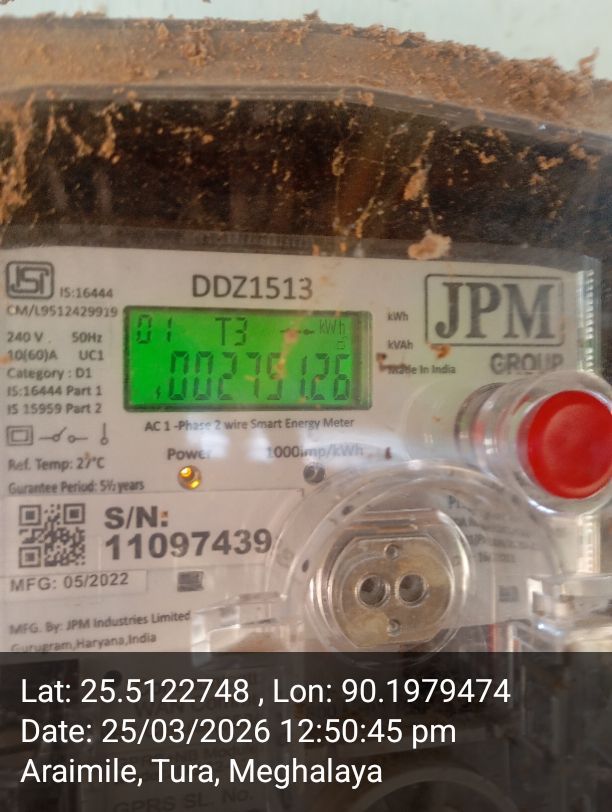 IS:16444
CM/L9512429919
DDZ1513
JPM
GROUP
240 V 50Hz
10(60)A UC1
Category : D1
IS:16444 Part 1
IS 15959 Part 2
01 T3 kWh
kWh
kVAh
Made In India
AC 1 -Phase 2 wire Smart Energy Meter
Ref. Temp: 27°C
Power 1000imp/kWh
Gurantee Period: 5½ years
S/N:
11097439
MFG: 05/2022
MFG. By: JPM Industries Limited
Gurugram,Haryana,India
Lat: 25.5122748 , Lon: 90.1979474
Date: 25/03/2026 12:50:45 pm
Araimile, Tura, Meghalaya
GPRS SL. No.